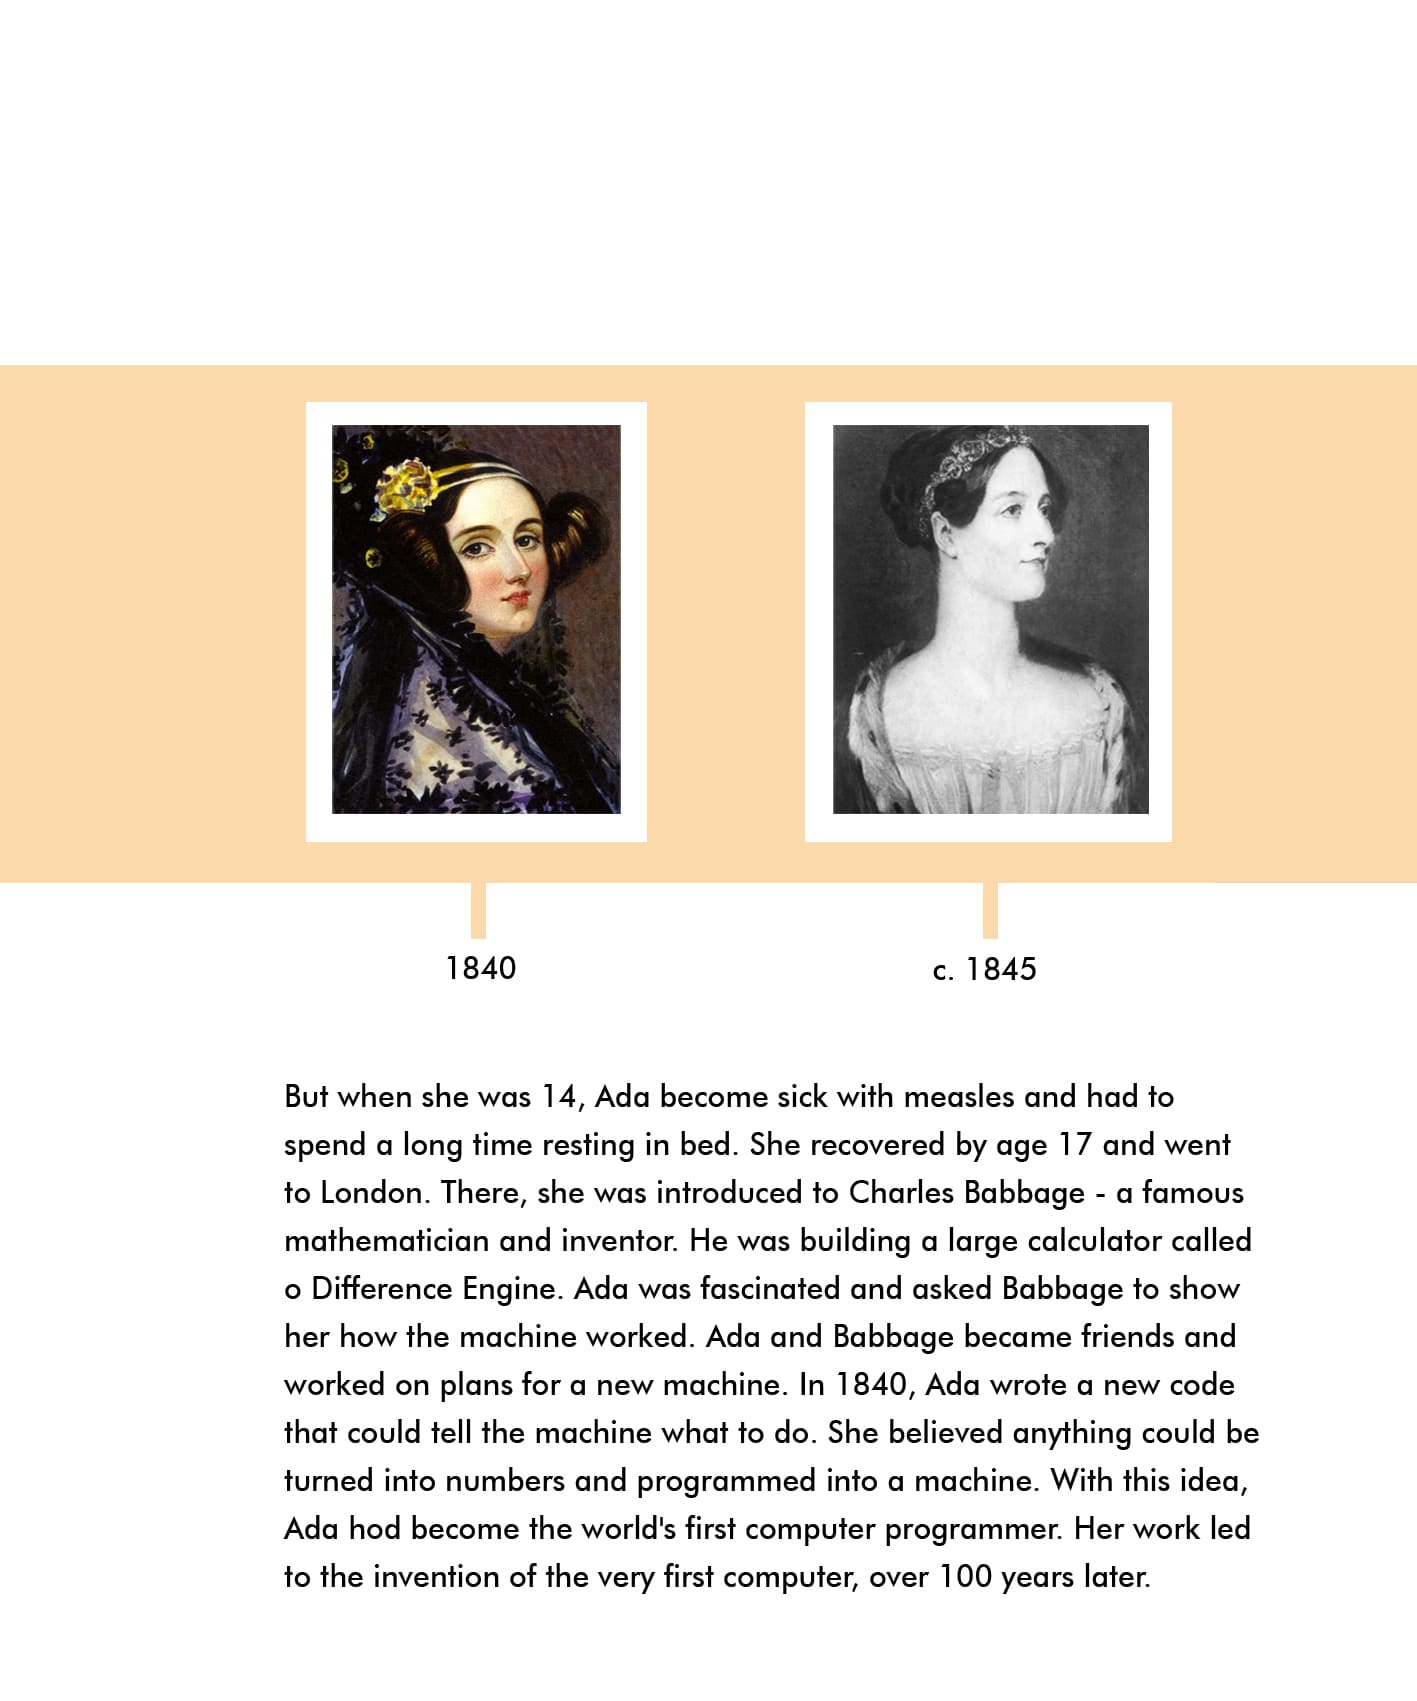 1840
c. 1845
But when she was 14, Ada become sick with measles and had to
spend a long time resting in bed. She recovered by age 17 and went
to London. There, she was introduced to Charles Babbage - a famous
mathematician and inventor. He was building a large calculator called
o Difference Engine. Ada was fascinated and asked Babbage to show
her how the machine worked. Ada and Babbage became friends and
worked on plans for a new machine. In 1840, Ada wrote a new code
that could tell the machine what to do. She believed anything could be
turned into numbers and programmed into a machine. With this idea,
Ada hod become the world's first computer programmer. Her work led
to the invention of the very first computer, over 100 years later.